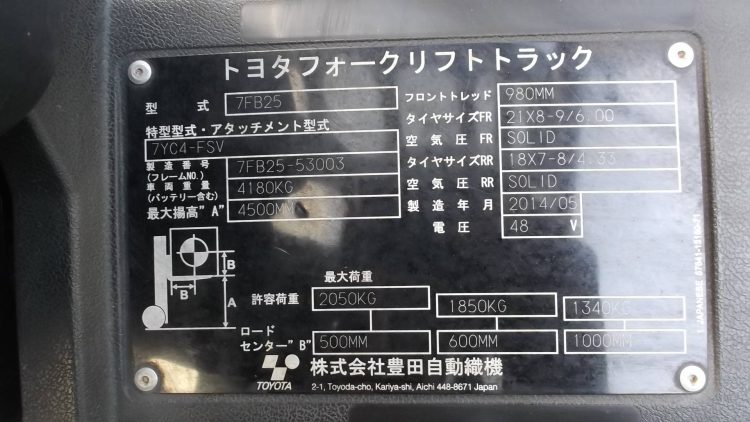 トヨタフォークリフトトラック
型 式 7FB25
特型型式・アタッチメント型式
7YC4-FSV
製造番号 (フレームNO.) 7FB25-53003
車両重量 (バッテリー含む) 4180KG
最大揚高"A" 4500MM
フロントトレッド 980MM
タイヤサイズFR 21X8-9/6.00
空気圧FR SOLID
タイヤサイズRR 18X7-8/4.33
空気圧RR SOLID
製造年月 2014/05
電圧 48 V
B
B
A
最大荷重
許容荷重 2050KG 1850KG 1340KG
ロード
センター"B" 500MM 600MM 1000MM
TOYOTA
株式会社豊田自動織機
2-1, Toyoda-cho, Kariya-shi, Aichi 448-8671 Japan